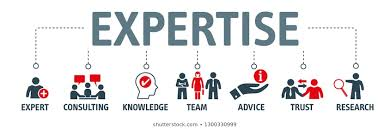 EXPERTISE
EXPERT CONSULTING KNOWLEDGE TEAM ADVICE TRUST RESEARCH
shutterstock.com • 1300330999